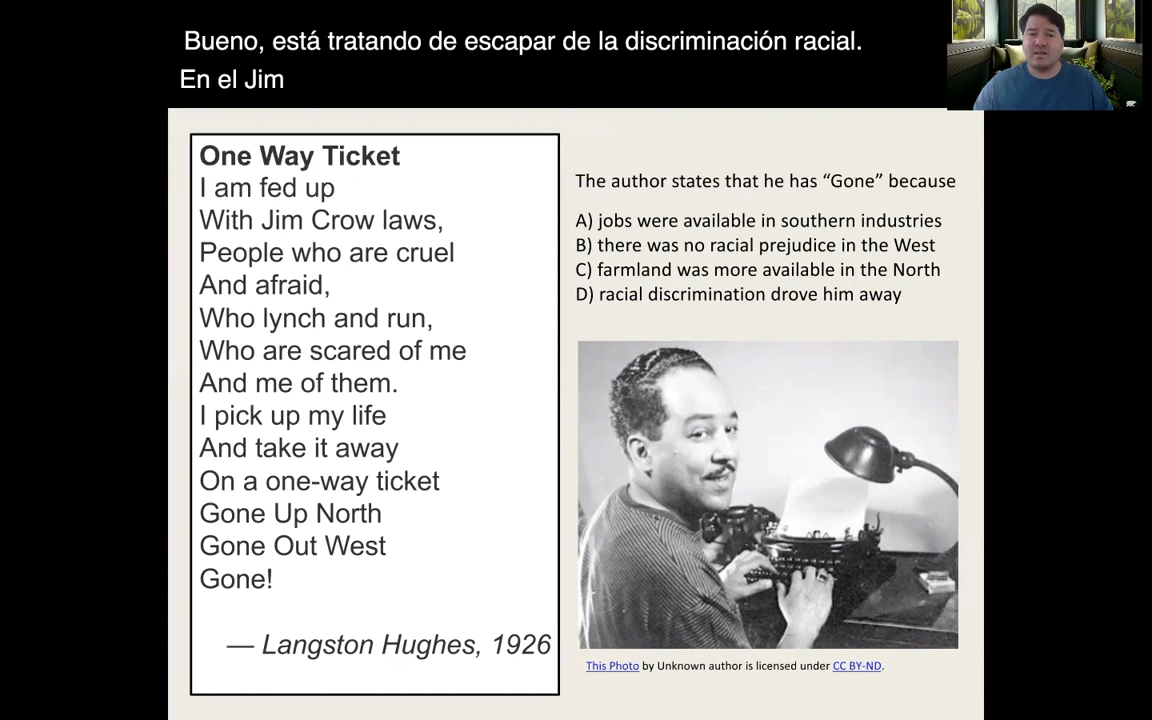 Bueno, está tratando de escapar de la discriminación racial.
En el Jim
One Way Ticket
I am fed up
With Jim Crow laws,
People who are cruel
And afraid,
Who lynch and run,
Who are scared of me
And me of them.
I pick up my life
And take it away
On a one-way ticket
Gone Up North
Gone Out West
Gone!
— Langston Hughes, 1926
The author states that he has “Gone” because
A) jobs were available in southern industries
B) there was no racial prejudice in the West
C) farmland was more available in the North
D) racial discrimination drove him away
This Photo by Unknown author is licensed under CC BY-ND.